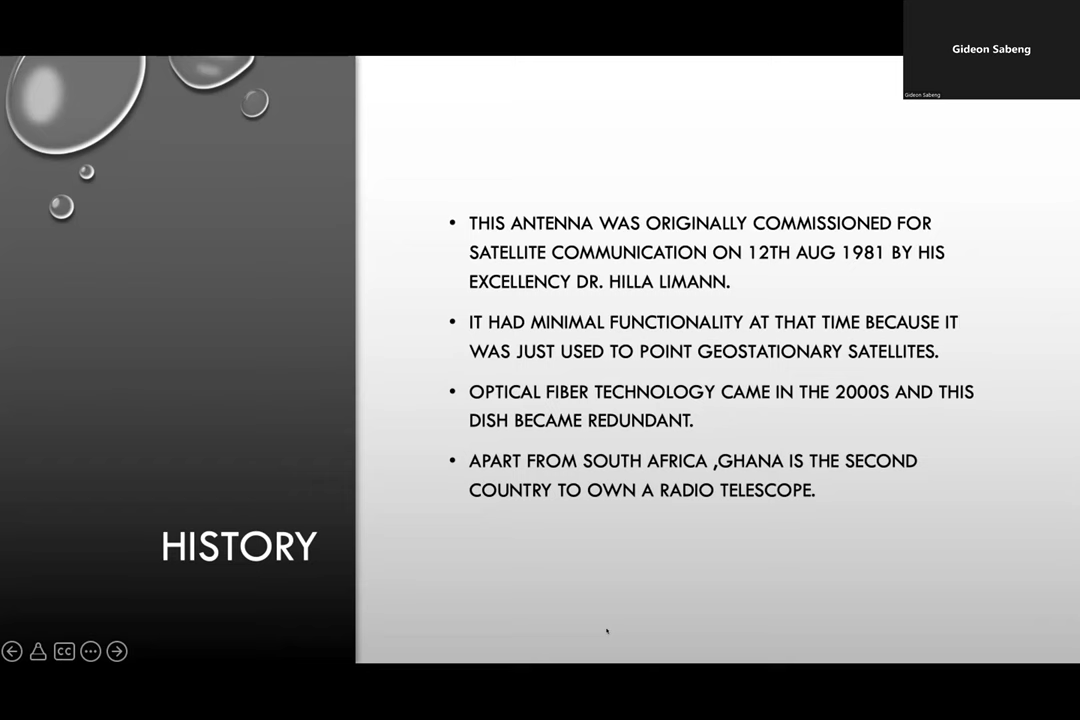 Gideon Sabeng
Gideon Sabeng
• THIS ANTENNA WAS ORIGINALLY COMMISSIONED FOR
SATELLITE COMMUNICATION ON 12TH AUG 1981 BY HIS
EXCELLENCY DR. HILLA LIMANN.
• IT HAD MINIMAL FUNCTIONALITY AT THAT TIME BECAUSE IT
WAS JUST USED TO POINT GEOSTATIONARY SATELLITES.
• OPTICAL FIBER TECHNOLOGY CAME IN THE 2000S AND THIS
DISH BECAME REDUNDANT.
• APART FROM SOUTH AFRICA ,GHANA IS THE SECOND
COUNTRY TO OWN A RADIO TELESCOPE.
HISTORY
CC